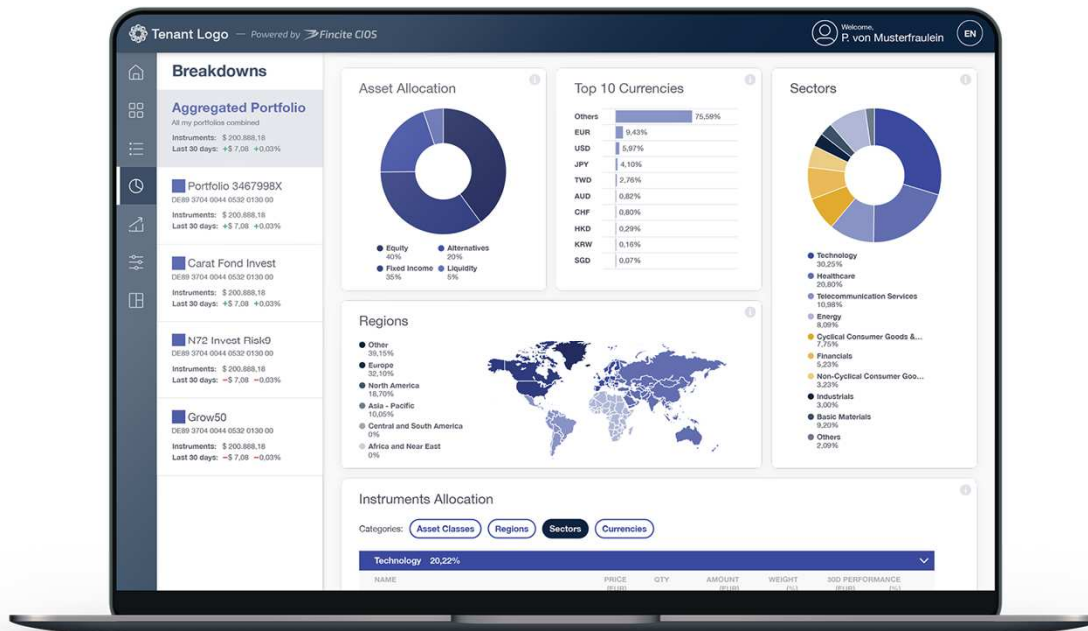 Tenant Logo — Powered by Fincite CIOS
Welcome,
P. von Musterfraulein
EN
Breakdowns
Aggregated Portfolio
All my portfolios combined
Instruments: $ 200.888,18
Last 30 days: +$ 7,08 +0,03%
Portfolio 3467998X
DE89 3704 0044 0532 0130 00
Instruments: $ 200.888,18
Last 30 days: +$ 7,08 +0,03%
Carat Fond Invest
DE89 3704 0044 0532 0130 00
Instruments: $ 200.888,18
Last 30 days: +$ 7,08 +0,03%
N72 Invest Risk9
DE89 3704 0044 0532 0130 00
Instruments: $ 200.888,18
Last 30 days: −$ 7,08 −0,03%
Grow50
DE89 3704 0044 0532 0130 00
Instruments: $ 200.888,18
Last 30 days: −$ 7,08 −0,03%
Asset Allocation
Equity
40%
Alternatives
20%
Fixed Income
35%
Liquidity
5%
Top 10 Currencies
Others 75,59%
EUR 9,43%
USD 5,97%
JPY 4,10%
TWD 2,76%
AUD 0,82%
CHF 0,80%
HKD 0,29%
KRW 0,16%
SGD 0,07%
Sectors
Technology
30,25%
Healthcare
20,80%
Telecommunication Services
10,98%
Energy
8,09%
Cyclical Consumer Goods &...
7,75%
Financials
5,23%
Non-Cyclical Consumer Goo...
3,23%
Industrials
3,00%
Basic Materials
9,20%
Others
2,09%
Regions
Other
39,15%
Europe
32,10%
North America
18,70%
Asia - Pacific
10,05%
Central and South America
0%
Africa and Near East
0%
Instruments Allocation
Categories: Asset Classes Regions Sectors Currencies
Technology 20,22%
NAME PRICE QTY AMOUNT WEIGHT 30D PERFORMANCE
(EUR) (EUR) (%) (EUR) (%)